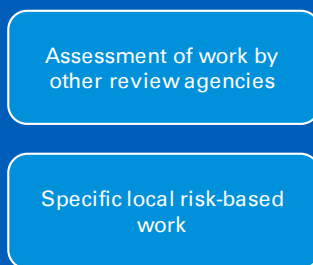 Assessment of work by
other review agencies
Specific local risk-based
work